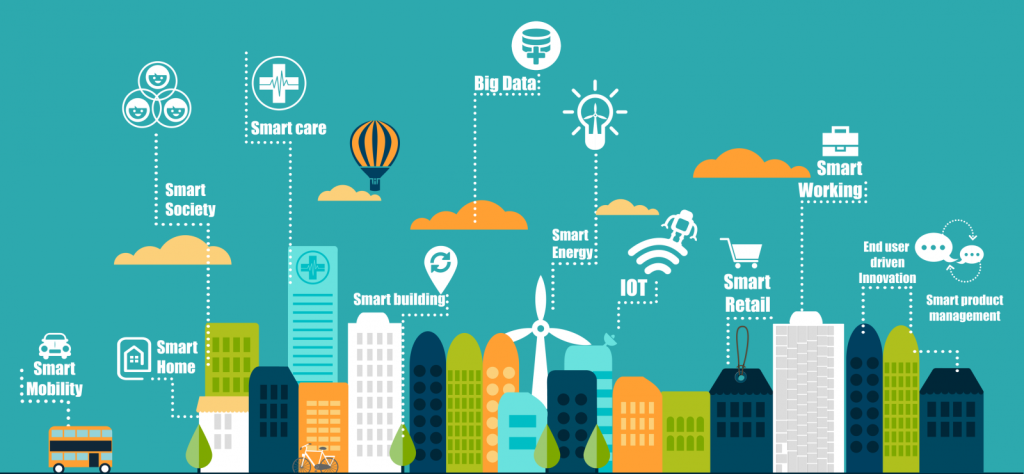 Big Data
Smart care
Smart
Working
Smart
Society
Smart
Energy
End user
driven
Innovation
IOT
Smart
Retail
Smart building
Smart product
management
Smart
Home
Smart
Mobility